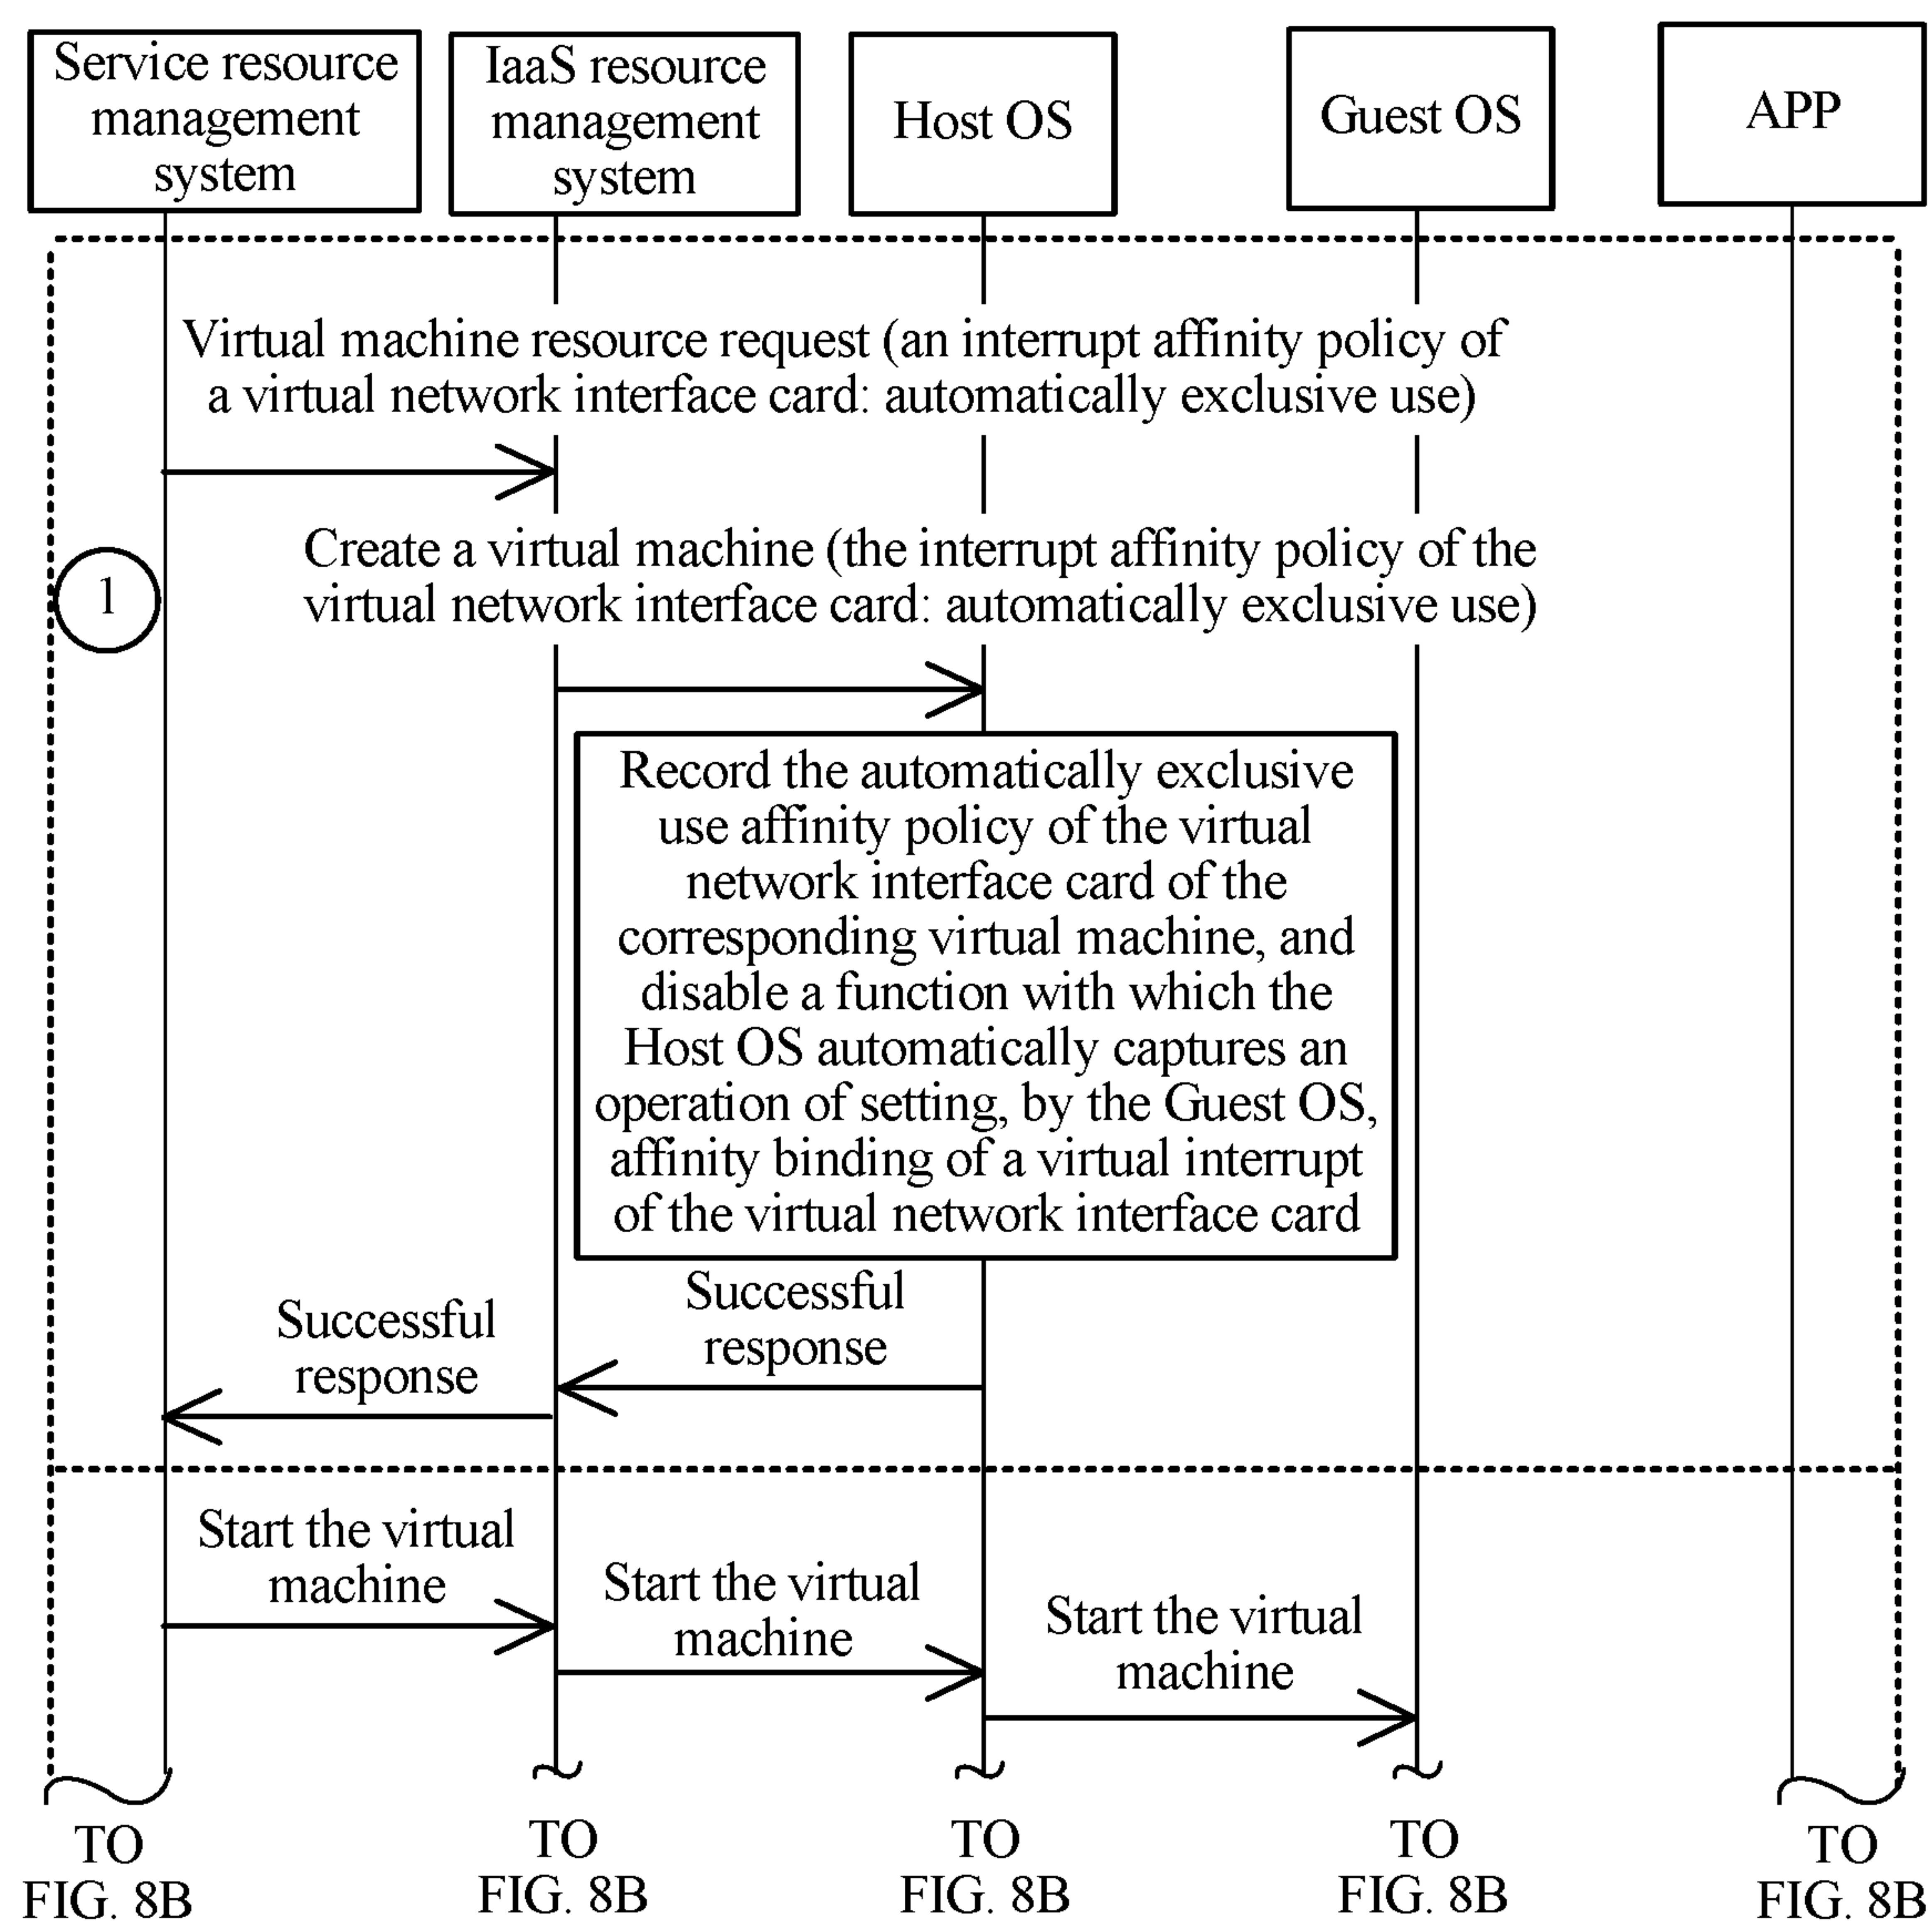 Service resource
management
system
IaaS resource
management
system
Host OS
Guest OS
APP
Virtual machine resource request (an interrupt affinity policy of
a virtual network interface card: automatically exclusive use)
1
Create a virtual machine (the interrupt affinity policy of the
virtual network interface card: automatically exclusive use)
Record the automatically exclusive
use affinity policy of the virtual
network interface card of the
corresponding virtual machine, and
disable a function with which the
Host OS automatically captures an
operation of setting, by the Guest OS,
affinity binding of a virtual interrupt
of the virtual network interface card
Successful
response
Successful
response
Start the virtual
machine
Start the virtual
machine
Start the virtual
machine
TO
FIG. 8B
TO
FIG. 8B
TO
FIG. 8B
TO
FIG. 8B
TO
FIG. 8B